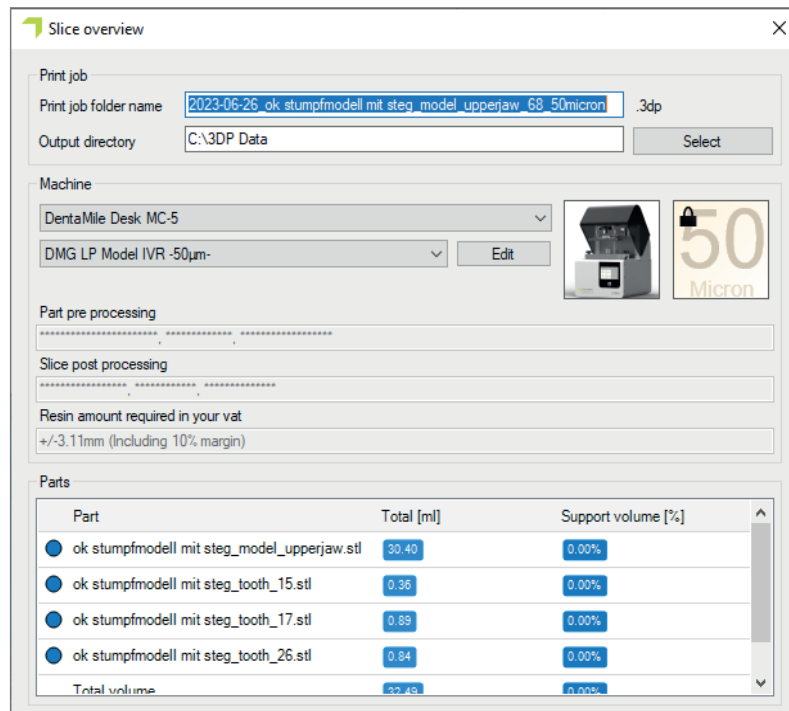 Slice overview
Print job
Print job folder name 2023-06-26_ok stumpfmodell mit steg_model_upperjaw_68_50micron .3dp
Output directory C:\3DP Data Select
Machine
DentaMile Desk MC-5
DMG LP Model IVR -50µm- Edit
50
Micron
Part pre processing
***********************, *************, ******************
Slice post processing
*****************, ************, **************
Resin amount required in your vat
+/-3.11mm (Including 10% margin)
Parts
Part Total [ml] Support volume [%]
ok stumpfmodell mit steg_model_upperjaw.stl 30.40 0.00%
ok stumpfmodell mit steg_tooth_15.stl 0.36 0.00%
ok stumpfmodell mit steg_tooth_17.stl 0.89 0.00%
ok stumpfmodell mit steg_tooth_26.stl 0.84 0.00%
Total volume 32.49 0.00%